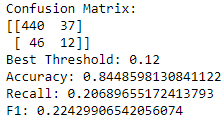 Confusion Matrix:
[[440  37]
 [ 46  12]]
Best Threshold: 0.12
Accuracy: 0.8448598130841122
Recall: 0.20689655172413793
F1: 0.22429906542056074